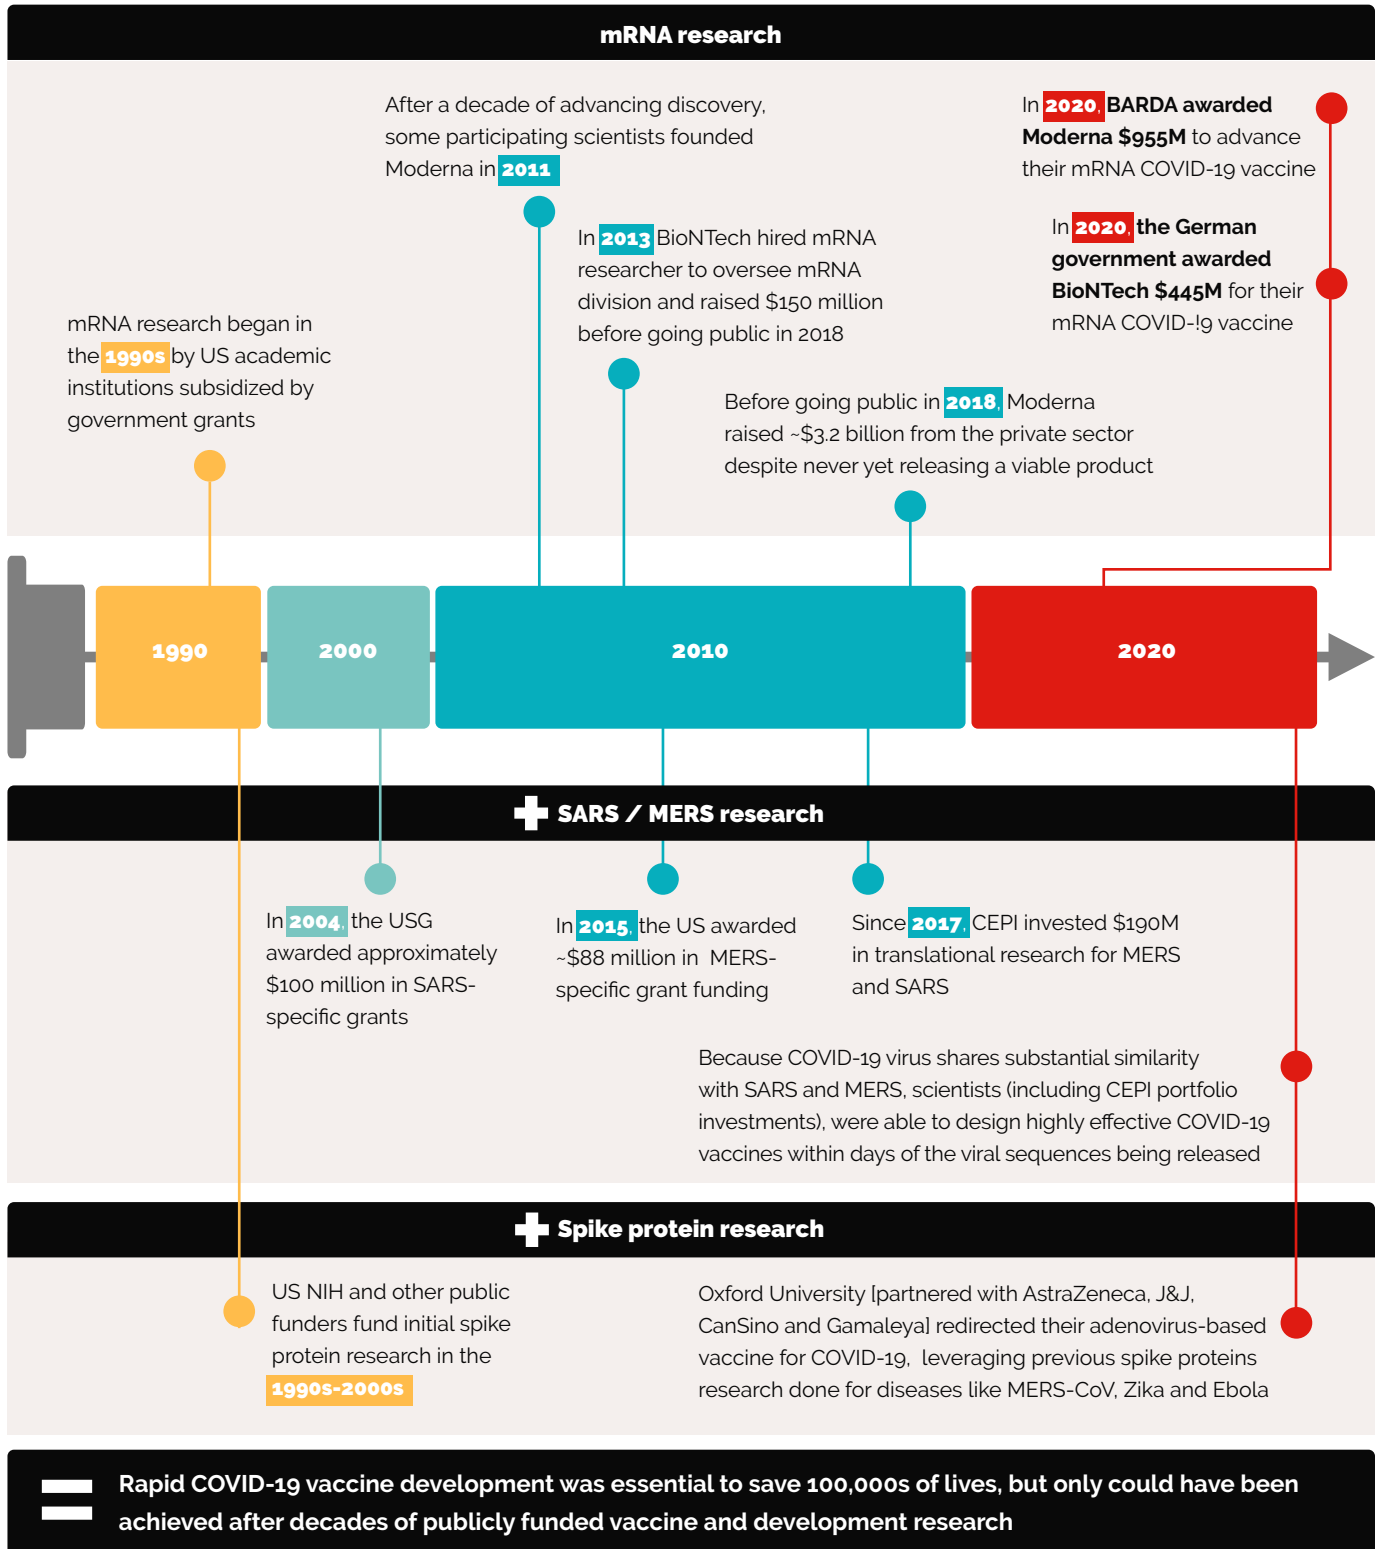 mRNA research
After a decade of advancing discovery,
some participating scientists founded
Moderna in 2011
In 2020, BARDA awarded
Moderna $955M to advance
their mRNA COVID-19 vaccine
In 2013 BioNTech hired mRNA
researcher to oversee mRNA
division and raised $150 million
before going public in 2018
In 2020, the German
government awarded
BioNTech $445M for their
mRNA COVID-!9 vaccine
mRNA research began in
the 1990s by US academic
institutions subsidized by
government grants
Before going public in 2018, Moderna
raised ~$3.2 billion from the private sector
despite never yet releasing a viable product
1990
2000
2010
2020
SARS / MERS research
In 2004, the USG
awarded approximately
$100 million in SARS-
specific grants
In 2015, the US awarded
~$88 million in MERS-
specific grant funding
Since 2017, CEPI invested $190M
in translational research for MERS
and SARS
Because COVID-19 virus shares substantial similarity
with SARS and MERS, scientists (including CEPI portfolio
investments), were able to design highly effective COVID-19
vaccines within days of the viral sequences being released
Spike protein research
US NIH and other public
funders fund initial spike
protein research in the
1990s-2000s
Oxford University [partnered with AstraZeneca, J&J,
CanSino and Gamaleya] redirected their adenovirus-based
vaccine for COVID-19, leveraging previous spike proteins
research done for diseases like MERS-CoV, Zika and Ebola
Rapid COVID-19 vaccine development was essential to save 100,000s of lives, but only could have been
achieved after decades of publicly funded vaccine and development research